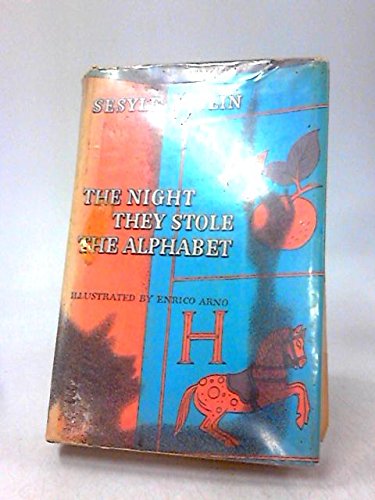 THE NIGHT
THEY STOLE
THE ALPHABET
ILLUSTRATED BY ENRICO ARNO
H